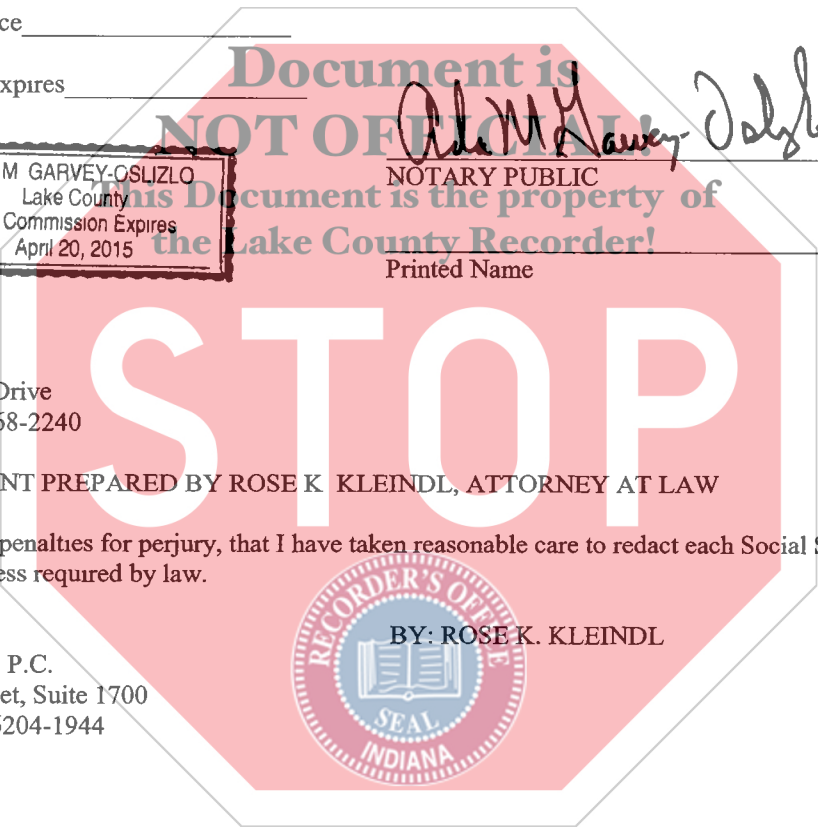 ce
Document is
xpires
NOT OFFICIAL!
M GARVEY-OSLIZLO
NOTARY PUBLIC
Lake County
This Document is the property of
Commission Expires
April 20, 2015
the Lake County Recorder!
Printed Name
STOP
Drive
58-2240
NT PREPARED BY ROSE K KLEINDL, ATTORNEY AT LAW
penalties for perjury, that I have taken reasonable care to redact each Social S
ess required by law.
RECORDER'S OFFICE
BY: ROSE K. KLEINDL
P.C.
et, Suite 1700
5204-1944
SEAL
INDIANA